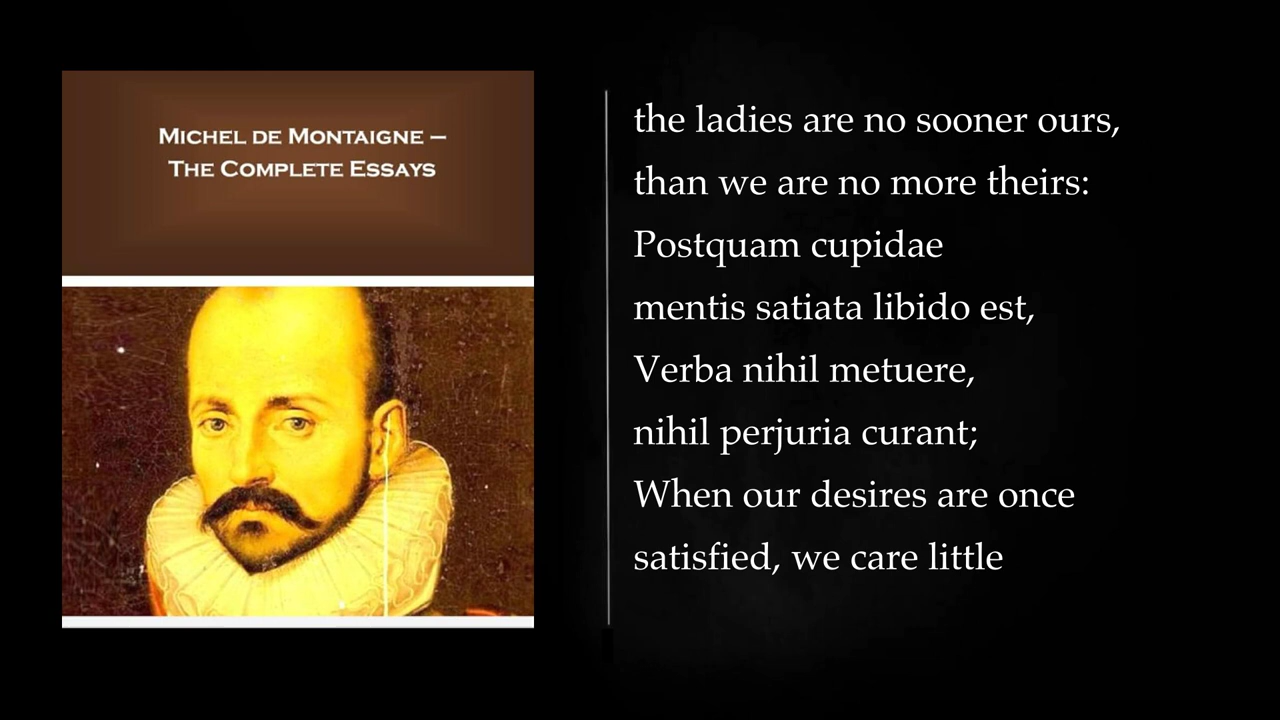 MICHEL DE MONTAIGNE –
THE COMPLETE ESSAYS
the ladies are no sooner ours,
than we are no more theirs:
Postquam cupidae
mentis satiata libido est,
Verba nihil metuere,
nihil perjuria curant;
When our desires are once
satisfied, we care little